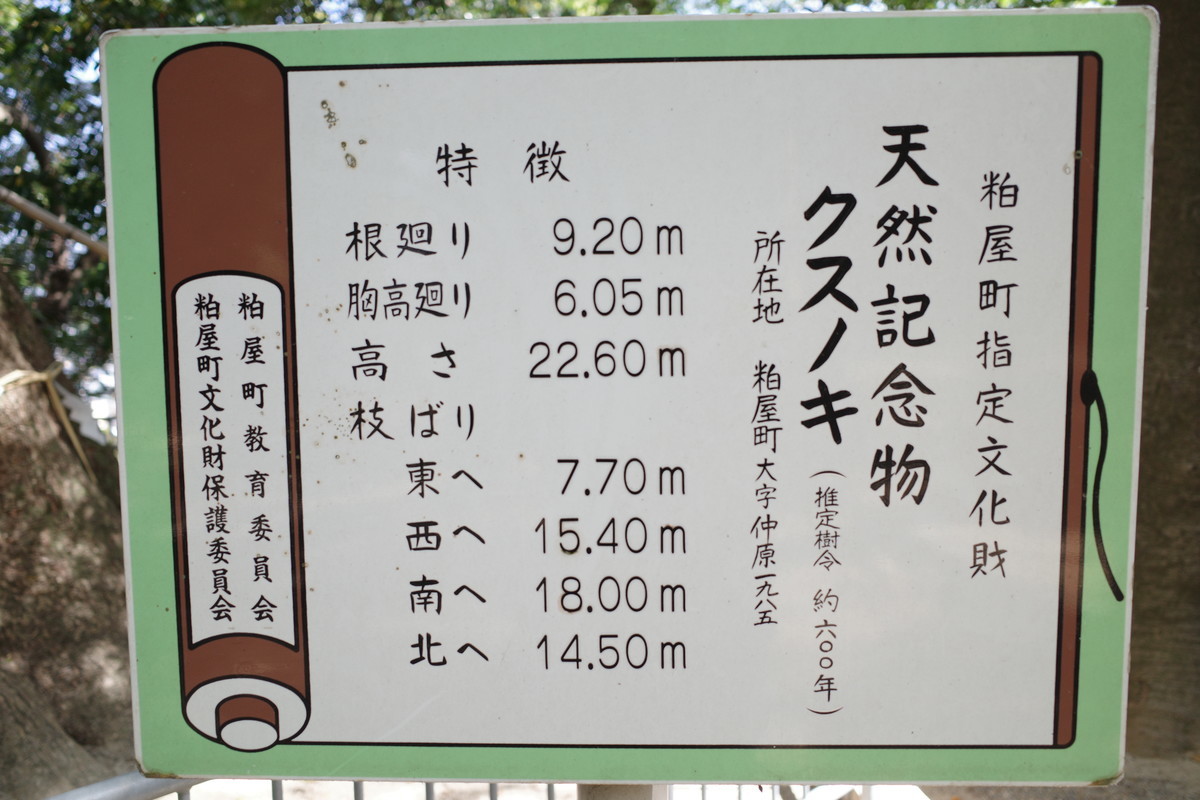 粕屋町指定文化財
天然記念物
クスノキ(推定樹令 約六〇〇年)
所在地 粕屋町大字仲原一九八五
特徴
根廻り 9.20m
胸高廻り 6.05m
高さ 22.60m
枝ばり
東へ 7.70m
西へ 15.40m
南へ 18.00m
北へ 14.50m
粕屋町教育委員会
粕屋町文化財保護委員会